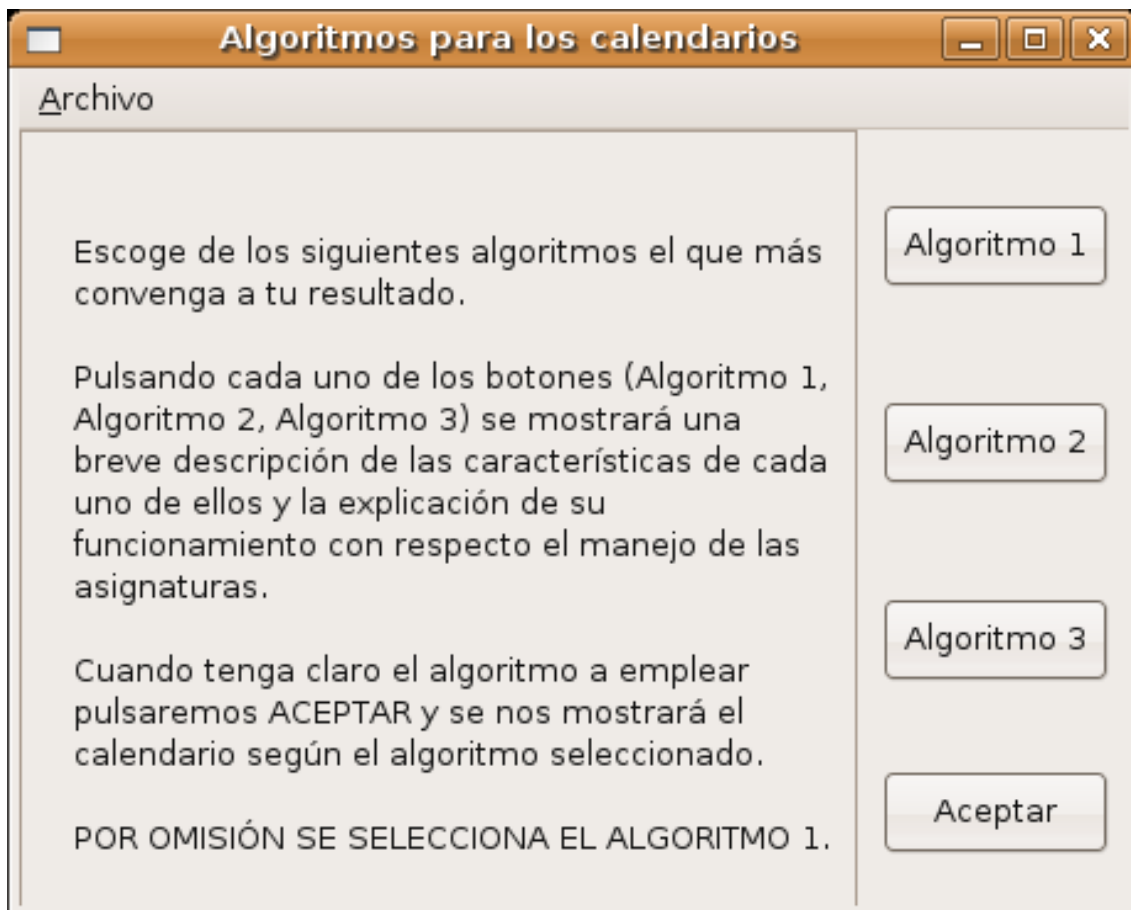 Algoritmos para los calendarios
Archivo
Escoge de los siguientes algoritmos el que más
convenga a tu resultado.
Pulsando cada uno de los botones (Algoritmo 1,
Algoritmo 2, Algoritmo 3) se mostrará una
breve descripción de las características de cada
uno de ellos y la explicación de su
funcionamiento con respecto el manejo de las
asignaturas.
Cuando tenga claro el algoritmo a emplear
pulsaremos ACEPTAR y se nos mostrará el
calendario según el algoritmo seleccionado.
POR OMISIÓN SE SELECCIONA EL ALGORITMO 1.
Algoritmo 1
Algoritmo 2
Algoritmo 3
Aceptar